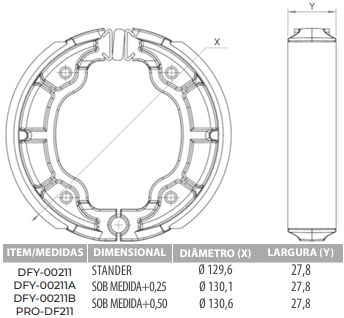 Y
X
ITEM/MEDIDAS DIMENSIONAL DIÂMETRO (X) LARGURA (Y)
DFY-00211 STANDER Ø 129,6 27,8
DFY-00211A SOB MEDIDA+0,25 Ø 130,1 27,8
DFY-00211B SOB MEDIDA+0,50 Ø 130,6 27,8
PRO-DF211